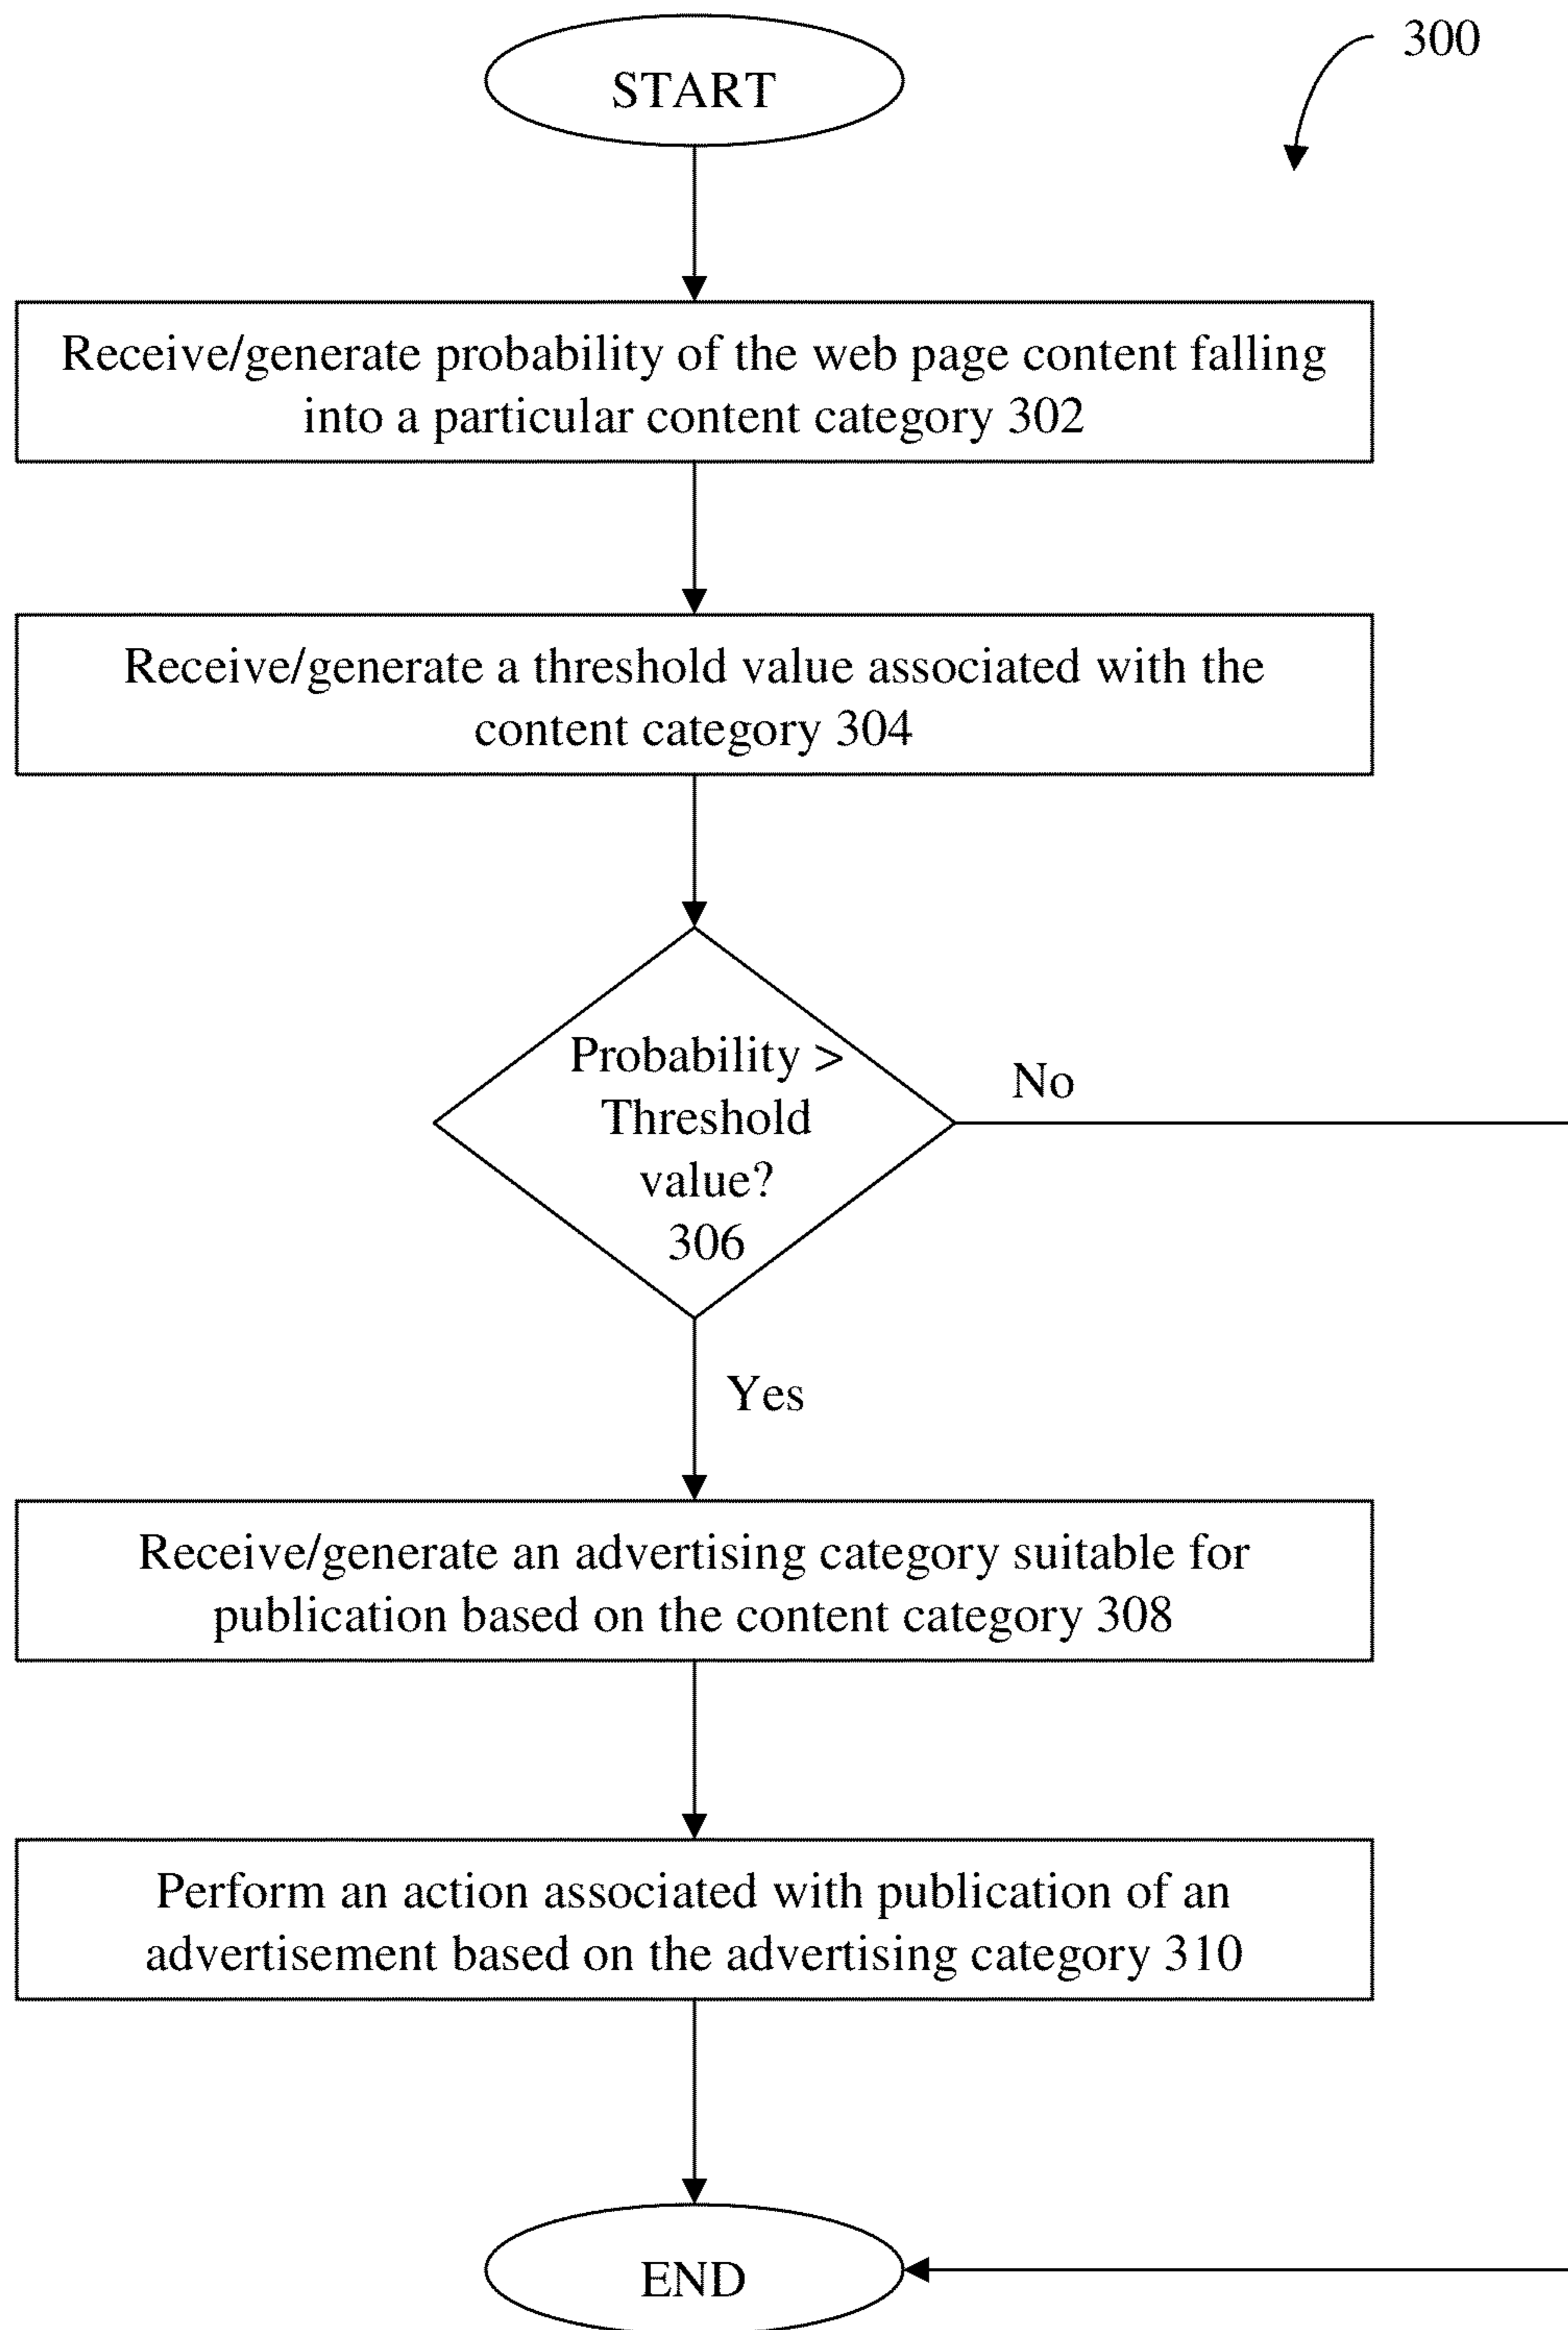 300
START
Receive/generate probability of the web page content falling
into a particular content category 302
Receive/generate a threshold value associated with the
content category 304
Probability >
Threshold
value?
306
No
Yes
Receive/generate an advertising category suitable for
publication based on the content category 308
Perform an action associated with publication of an
advertisement based on the advertising category 310
END